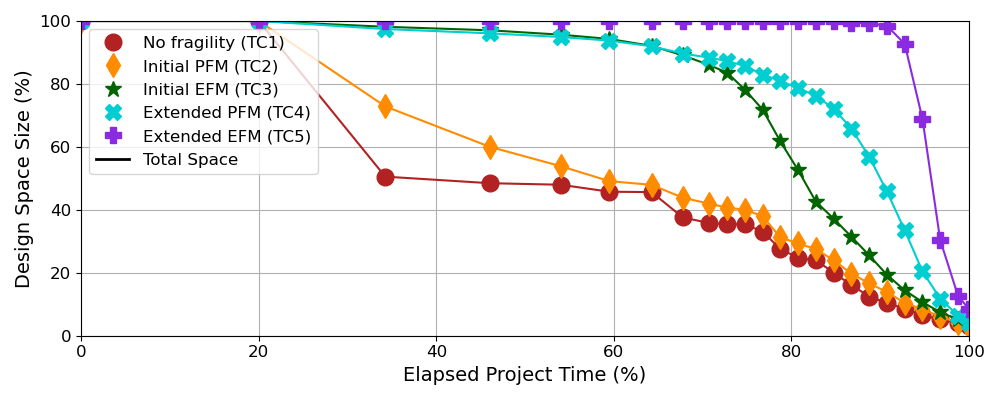 100
80
60
40
20
0
Design Space Size (%)
No fragility (TC1)
Initial PFM (TC2)
Initial EFM (TC3)
Extended PFM (TC4)
Extended EFM (TC5)
Total Space
0 20 40 60 80 100
Elapsed Project Time (%)